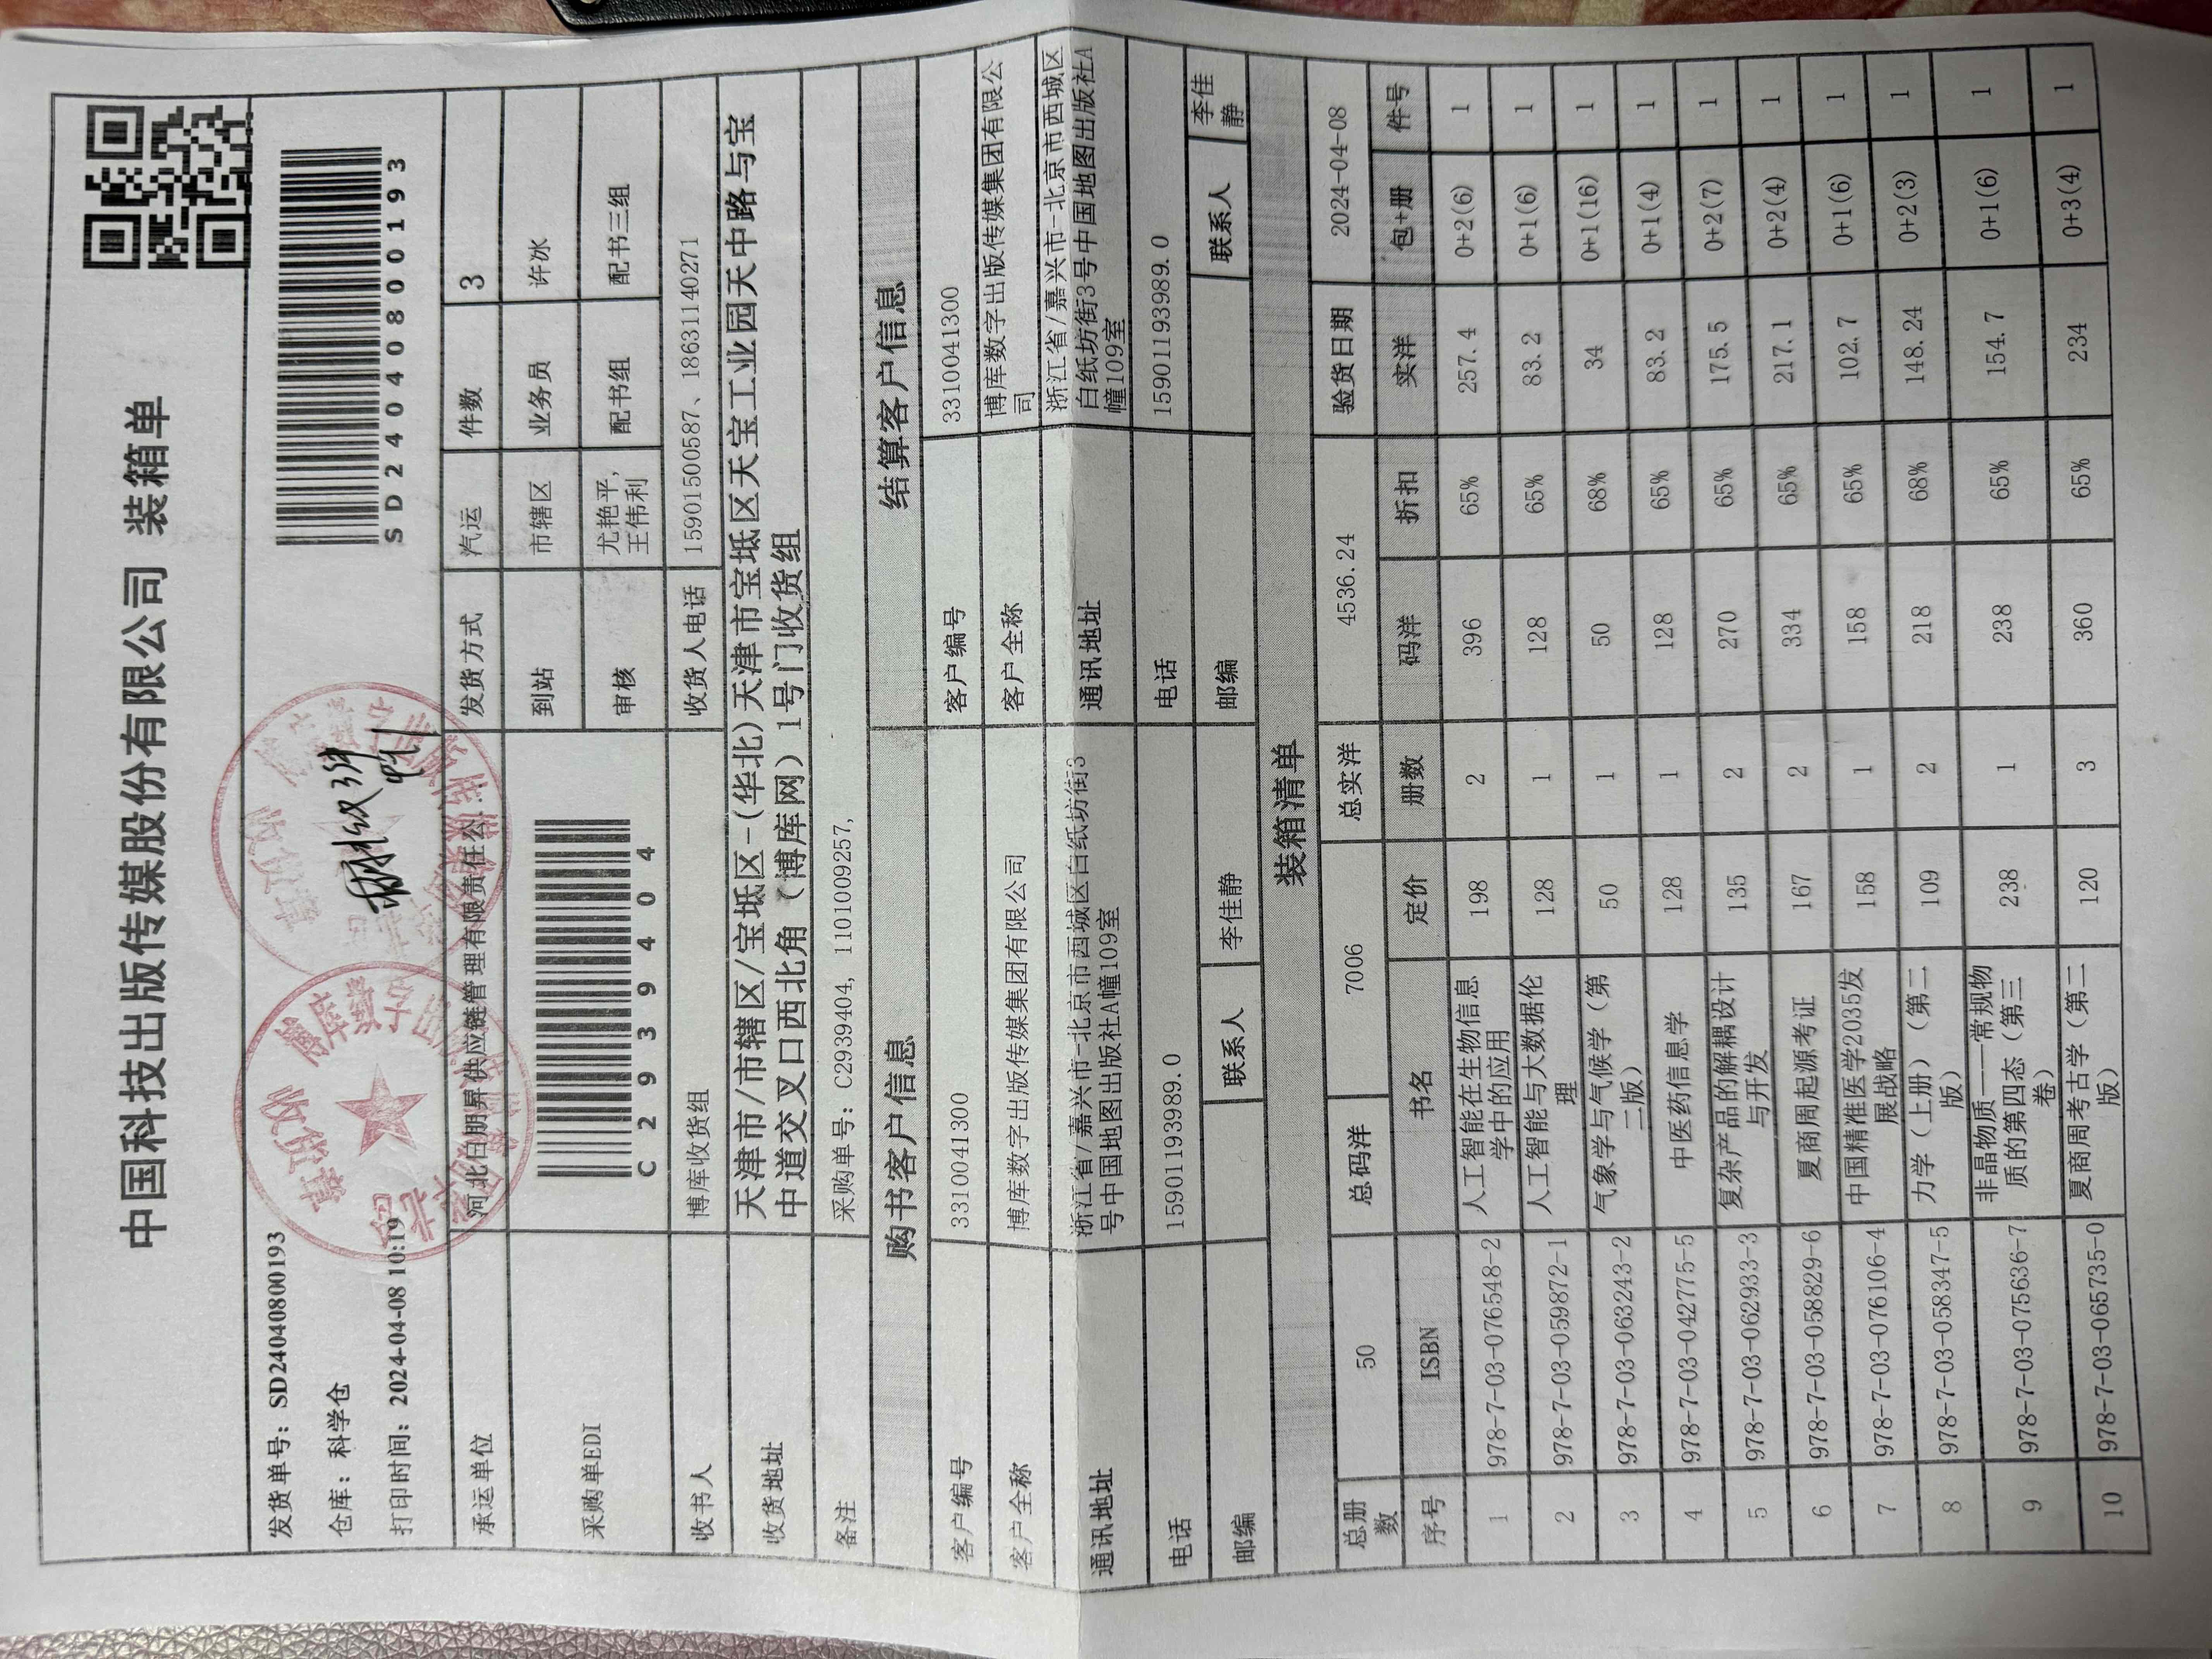 中国科技出版传媒股份有限公司 装箱单
发货单号：SD24040800193
仓库：科学仓
打印时间：2024-04-08 10:19
SD24040800193
承运单位 河北白朋昇供应链管理有限责任公 发货方式 汽运 件数 3
采购单EDI C2939404 到站 市辖区 业务员 许冰
审核 尤艳平，
王伟利 配书组 配书三组
收书人 博库收货组 收货人电话 15901500587、18631140271
收货地址 天津市/市辖区/宝坻区-(华北)天津市宝坻区天宝工业园天中路与宝
中道交叉口西北角（博库网）1号门收货组
备注 采购单号：C2939404, 1101009257,
购书客户信息 结算客户信息
客户编号 3310041300 客户编号 3310041300
客户全称 博库数字出版传媒集团有限公司 客户全称 博库数字出版传媒集团有限公
司
通讯地址 浙江省/嘉兴市-北京市西城区白纸坊街3
号中国地图出版社A幢109室 通讯地址 浙江省/嘉兴市-北京市西城区
白纸坊街3号中国地图出版社A
幢109室
电话 15901193989.0 电话 15901193989.0
邮编 联系人 李佳静 邮编 联系人 李佳
静
装箱清单
总册
数 50 总码洋 7006 总实洋 4536.24 验货日期 2024-04-08
序号 ISBN 书名 定价 册数 码洋 折扣 实洋 包+册 件号
1 978-7-03-076548-2 人工智能在生物信息
学中的应用 198 2 396 65% 257.4 0+2(6) 1
2 978-7-03-059872-1 人工智能与大数据伦
理 128 1 128 65% 83.2 0+1(6) 1
3 978-7-03-063243-2 气象学与气候学（第
二版） 50 1 50 68% 34 0+1(16) 1
4 978-7-03-042775-5 中医药信息学 128 1 128 65% 83.2 0+1(4) 1
5 978-7-03-062933-3 复杂产品的解耦设计
与开发 135 2 270 65% 175.5 0+2(7) 1
6 978-7-03-058829-6 夏商周起源考证 167 2 334 65% 217.1 0+2(4) 1
7 978-7-03-076106-4 中国精准医学2035发
展战略 158 1 158 65% 102.7 0+1(6) 1
8 978-7-03-058347-5 力学（上册）（第二
版） 109 2 218 68% 148.24 0+2(3) 1
9 978-7-03-075636-7 非晶物质——常规物
质的第四态（第三
卷） 238 1 238 65% 154.7 0+1(6) 1
10 978-7-03-065735-0 夏商周考古学（第二
版） 120 3 360 65% 234 0+3(4) 1